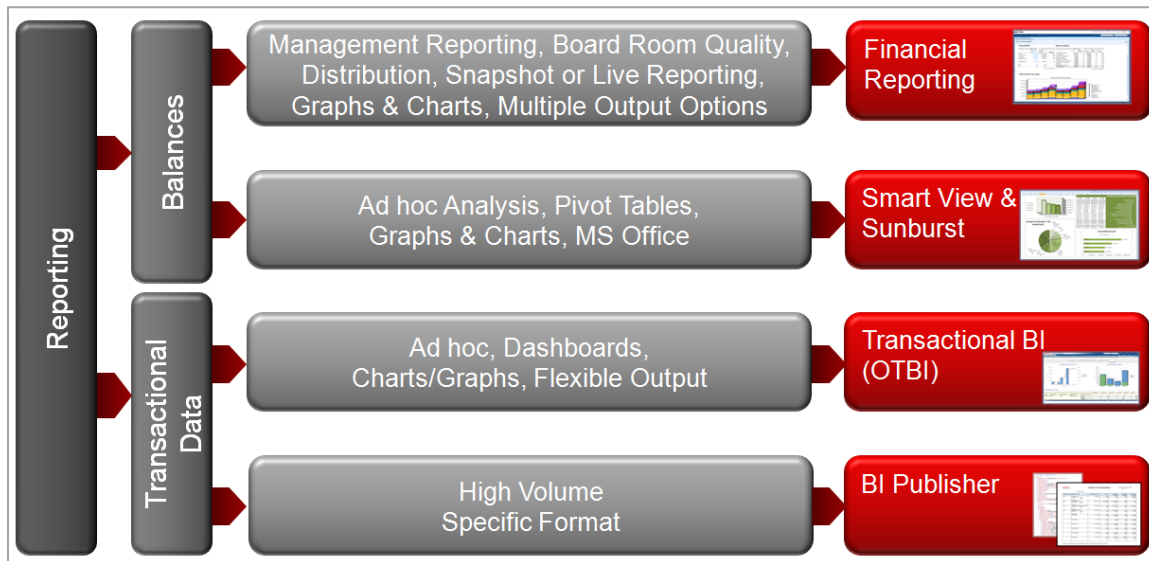 Reporting
Balances
Management Reporting, Board Room Quality,
Distribution, Snapshot or Live Reporting,
Graphs & Charts, Multiple Output Options
Financial
Reporting
Ad hoc Analysis, Pivot Tables,
Graphs & Charts, MS Office
Smart View &
Sunburst
Transactional
Data
Ad hoc, Dashboards,
Charts/Graphs, Flexible Output
Transactional BI
(OTBI)
High Volume
Specific Format
BI Publisher